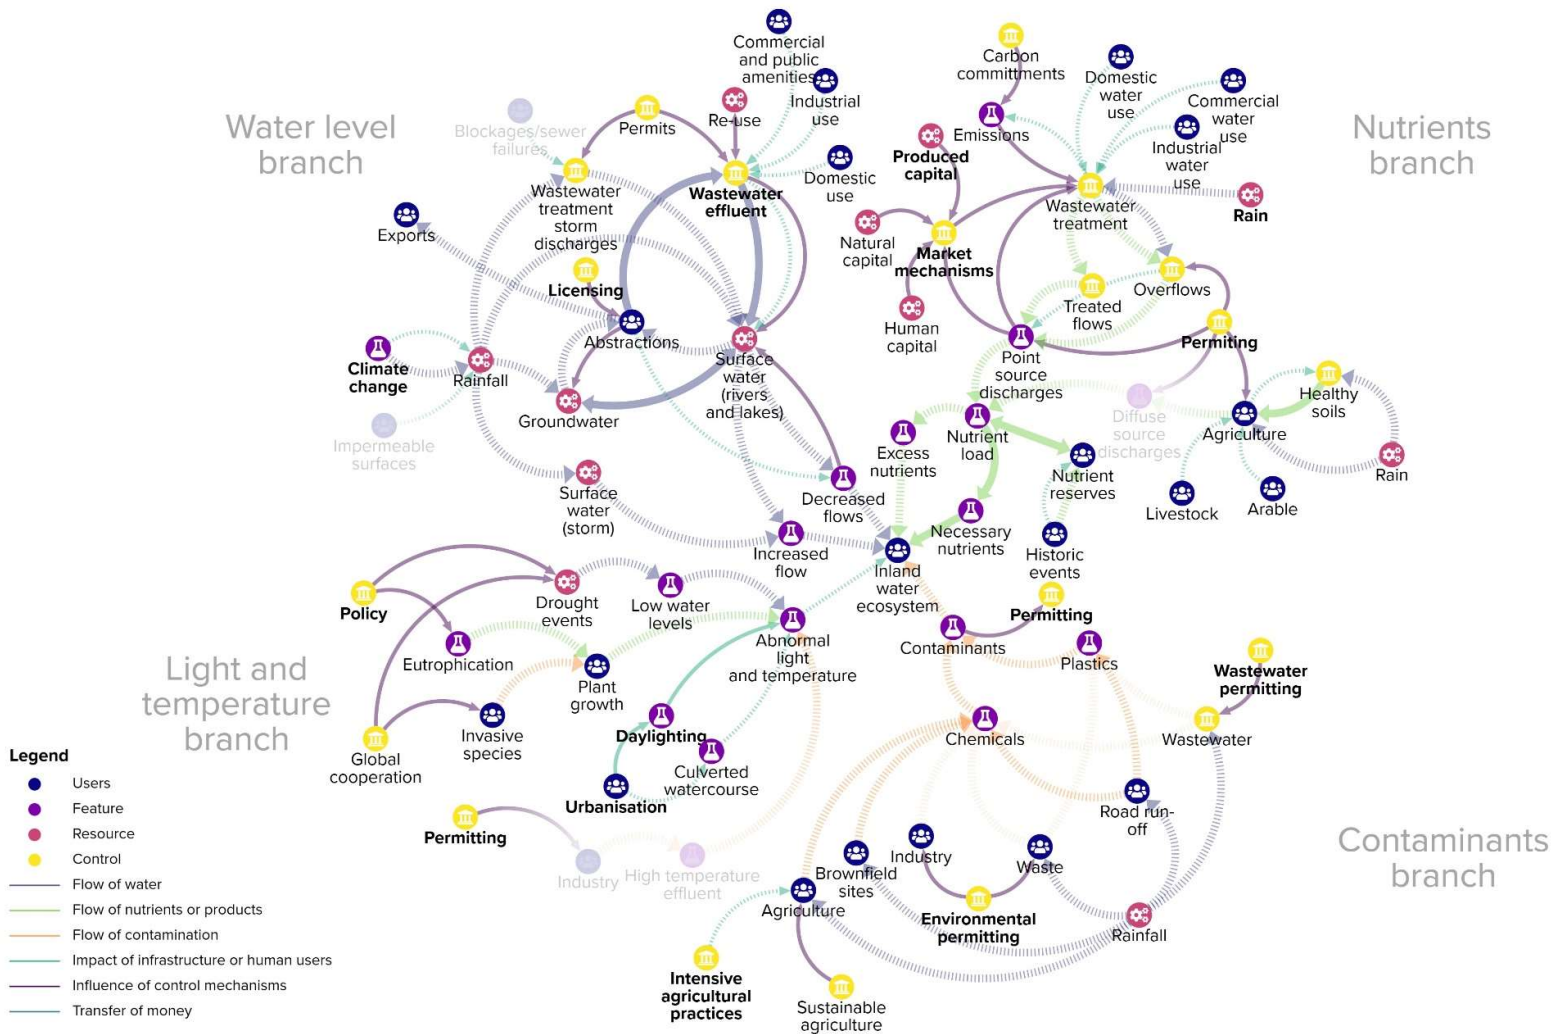 Water level
branch
Blockages/sewer
failures
Permits
Re-use
Commercial
and public
amenities
Industrial
use
Domestic
use
Wastewater
treatment
storm
discharges
Wastewater
effluent
Exports
Licensing
Abstractions
Climate
change
Rainfall
Impermeable
surfaces
Groundwater
Surface
water
(rivers
and lakes)
Surface
water
(storm)
Decreased
flows
Increased
flow
Nutrients
branch
Carbon
committments
Emissions
Domestic
water
use
Commercial
water
use
Industrial
water
use
Produced
capital
Natural
capital
Market
mechanisms
Human
capital
Wastewater
treatment
Rain
Overflows
Treated
flows
Permiting
Point
source
discharges
Diffuse
source
discharges
Healthy
soils
Agriculture
Rain
Livestock
Arable
Excess
nutrients
Nutrient
load
Nutrient
reserves
Necessary
nutrients
Historic
events
Inland
water
ecosystem
Light and
temperature
branch
Policy
Drought
events
Low water
levels
Abnormal
light
and temperature
Eutrophication
Plant
growth
Invasive
species
Global
cooperation
Daylighting
Culverted
watercourse
Urbanisation
Permitting
Industry
High temperature
effluent
Contaminants
branch
Permitting
Contaminants
Plastics
Wastewater
permitting
Chemicals
Wastewater
Road run-
off
Industry
Waste
Brownfield
sites
Agriculture
Environmental
permitting
Rainfall
Intensive
agricultural
practices
Sustainable
agriculture
Legend
Users
Feature
Resource
Control
Flow of water
Flow of nutrients or products
Flow of contamination
Impact of infrastructure or human users
Influence of control mechanisms
Transfer of money